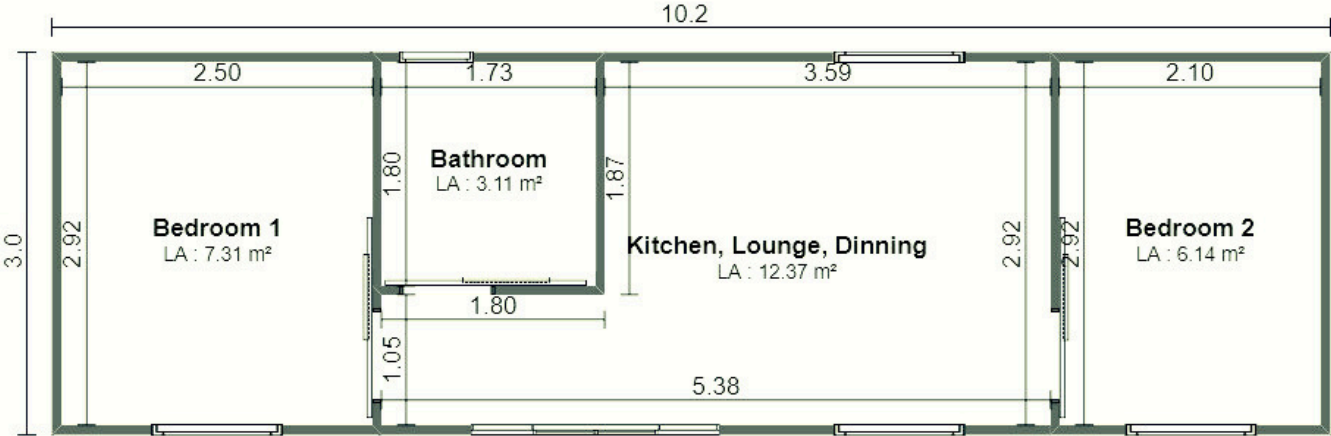 10.2
2.50
1.73
3.59
2.10
Bathroom
LA : 3.11 m²
1.80
1.87
Bedroom 1
LA : 7.31 m²
Kitchen, Lounge, Dinning
LA : 12.37 m²
Bedroom 2
LA : 6.14 m²
3.0
2.92
2.92
2.92
1.80
1.05
5.38